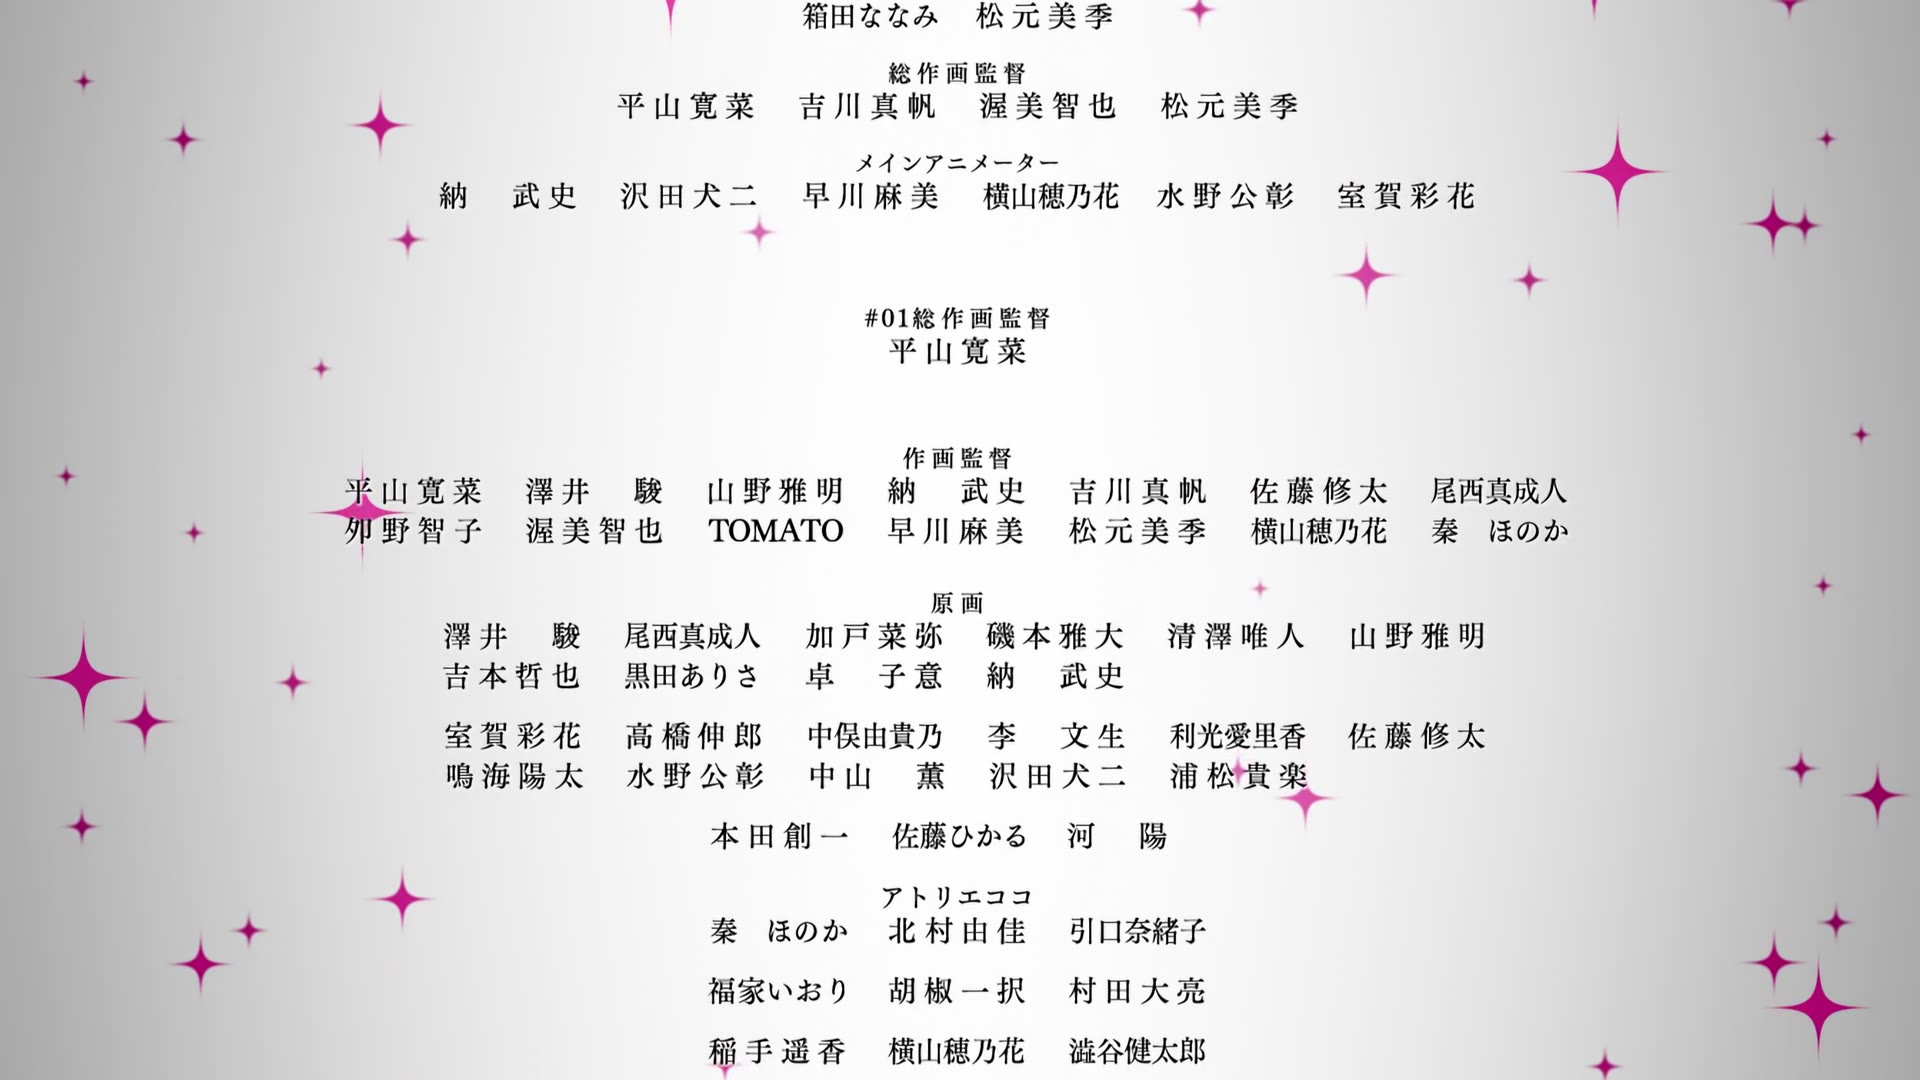 箱田ななみ 松元美季
総作画監督
平山寛菜 吉川真帆 渥美智也 松元美季
メインアニメーター
納 武史 沢田犬二 早川麻美 横山穂乃花 水野公彰 室賀彩花
#01総作画監督
平山寛菜
作画監督
平山寛菜 澤井 駿 山野雅明 納 武史 吉川真帆 佐藤修太 尾西真成人
夘野智子 渥美智也 TOMATO 早川麻美 松元美季 横山穂乃花 秦 ほのか
原画
澤井 駿 尾西真成人 加戸菜弥 磯本雅大 清澤唯人 山野雅明
吉本哲也 黒田ありさ 卓 子意 納 武史
室賀彩花 高橋伸郎 中俣由貴乃 李 文生 利光愛里香 佐藤修太
鳴海陽太 水野公彰 中山 薫 沢田犬二 浦松貴楽
本田創一 佐藤ひかる 河 陽
アトリエココ
秦 ほのか 北村由佳 引口奈緒子
福家いおり 胡椒一択 村田大亮
稲手遥香 横山穂乃花 澁谷健太郎